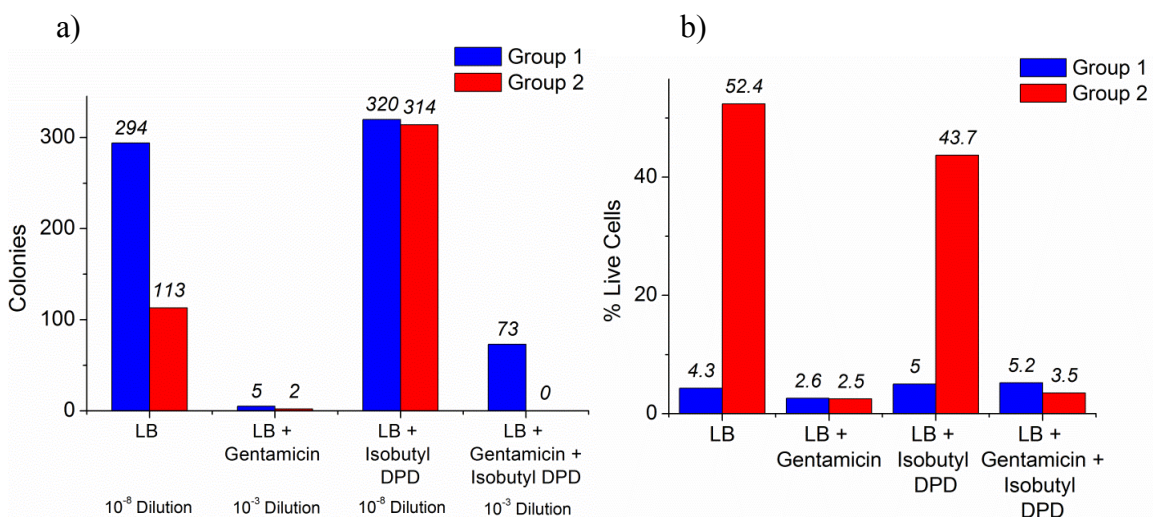 a)
Group 1
Group 2
Colonies
300
200
100
0
294
113
5
2
320
314
73
0
LB
LB +
Gentamicin
LB +
Isobutyl
DPD
LB +
Gentamicin +
Isobutyl DPD
10⁻⁸ Dilution
10⁻³ Dilution
10⁻⁸ Dilution
10⁻³ Dilution
b)
Group 1
Group 2
% Live Cells
40
20
0
4.3
52.4
2.6
2.5
5
43.7
5.2
3.5
LB
LB +
Gentamicin
LB +
Isobutyl
DPD
LB +
Gentamicin +
Isobutyl
DPD